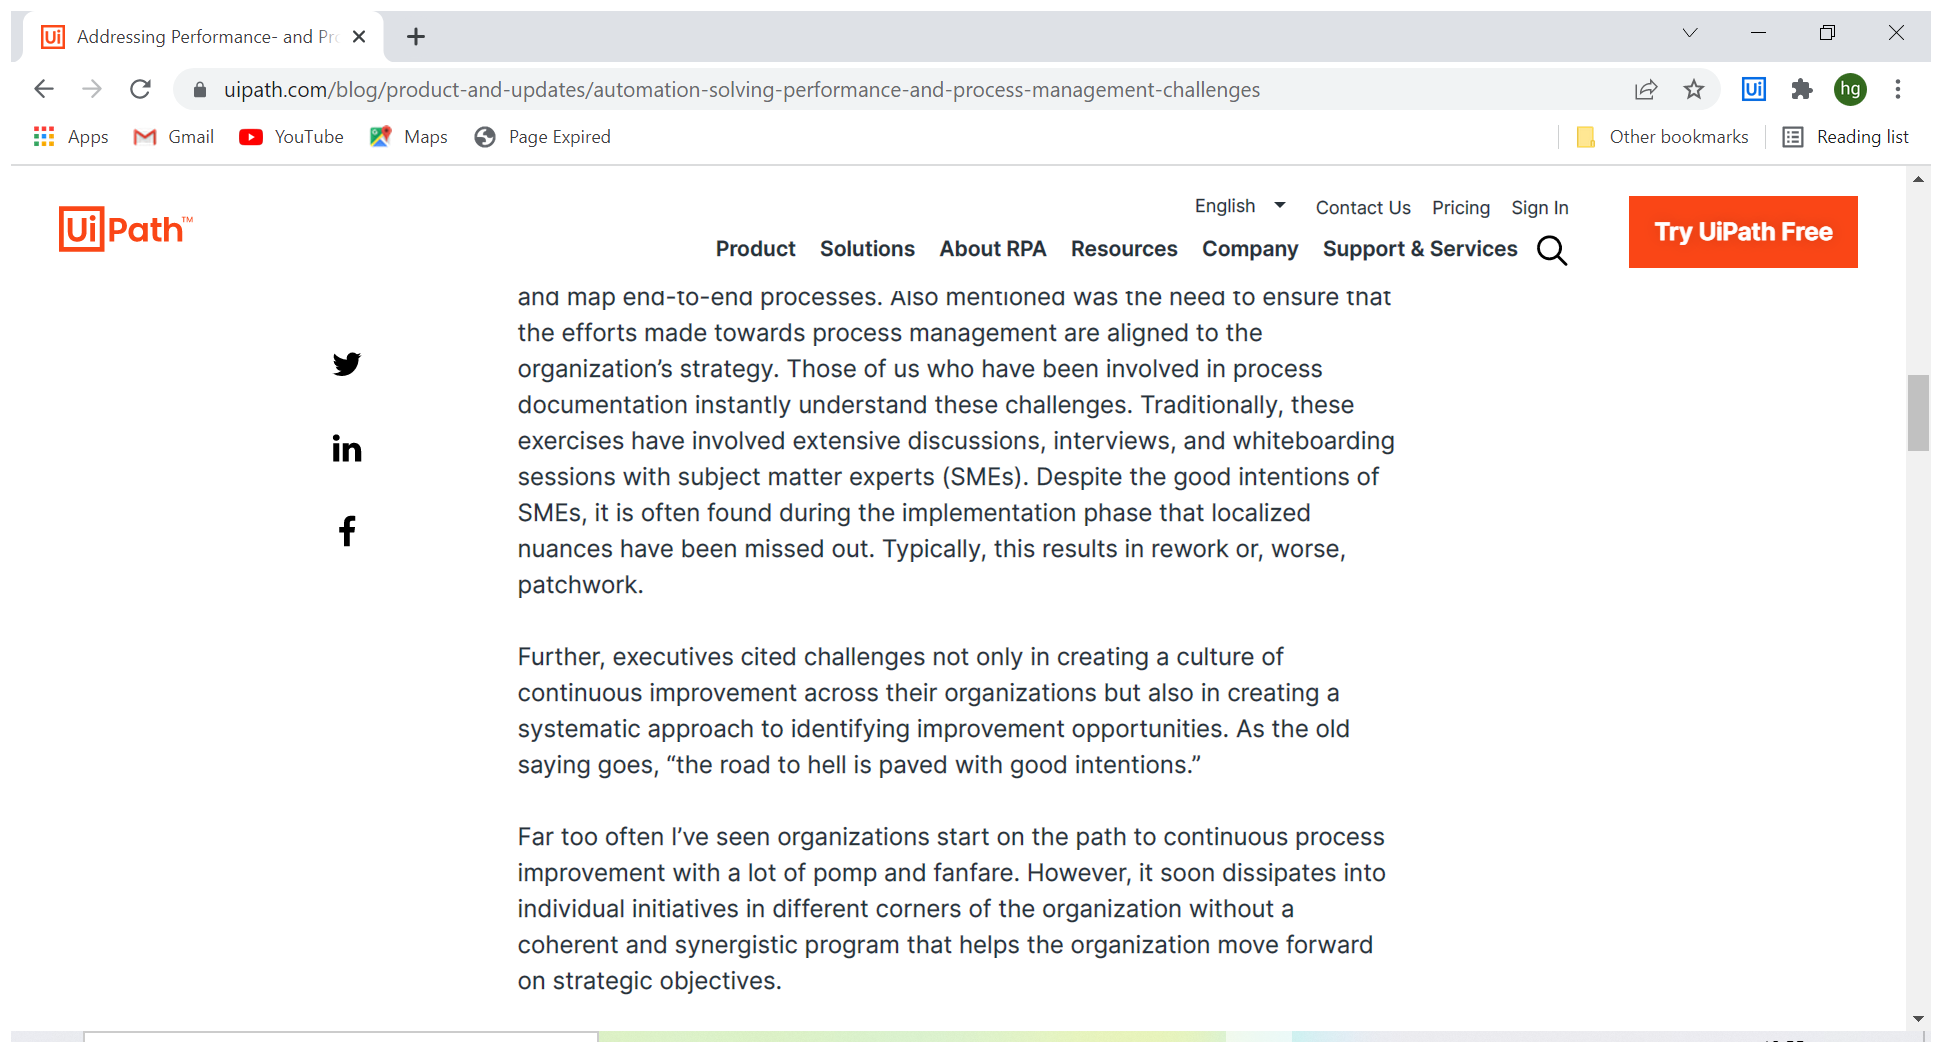 Ui Addressing Performance- and Pro
uipath.com/blog/product-and-updates/automation-solving-performance-and-process-management-challenges
Ui
hg
Apps Gmail YouTube Maps Page Expired Other bookmarks Reading list
English Contact Us Pricing Sign In
UiPath™
Product Solutions About RPA Resources Company Support & Services
Try UiPath Free
and map end-to-end processes. Also mentioned was the need to ensure that
the efforts made towards process management are aligned to the
organization’s strategy. Those of us who have been involved in process
documentation instantly understand these challenges. Traditionally, these
exercises have involved extensive discussions, interviews, and whiteboarding
sessions with subject matter experts (SMEs). Despite the good intentions of
SMEs, it is often found during the implementation phase that localized
nuances have been missed out. Typically, this results in rework or, worse,
patchwork.
Further, executives cited challenges not only in creating a culture of
continuous improvement across their organizations but also in creating a
systematic approach to identifying improvement opportunities. As the old
saying goes, “the road to hell is paved with good intentions.”
Far too often I’ve seen organizations start on the path to continuous process
improvement with a lot of pomp and fanfare. However, it soon dissipates into
individual initiatives in different corners of the organization without a
coherent and synergistic program that helps the organization move forward
on strategic objectives.